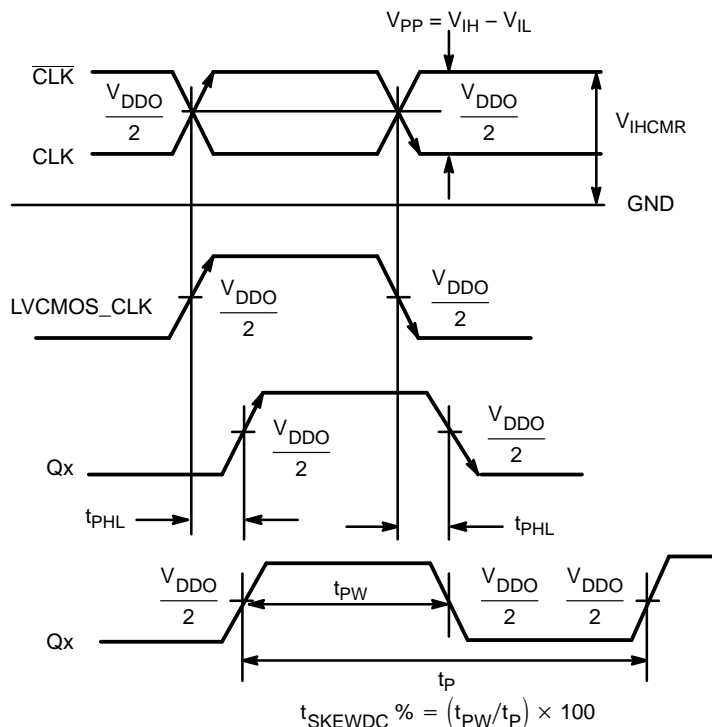 V_PP = V_IH – V_IL
C̅L̅K̅
V_DDO/2
V_DDO/2
V_IHCMR
CLK
GND
LVCMOS_CLK
V_DDO/2
V_DDO/2
Qx
V_DDO/2
V_DDO/2
t_PHL
t_PHL
V_DDO/2
t_PW
V_DDO/2
V_DDO/2
Qx
t_P
t_SKEWDC % = (t_PW/t_P) × 100